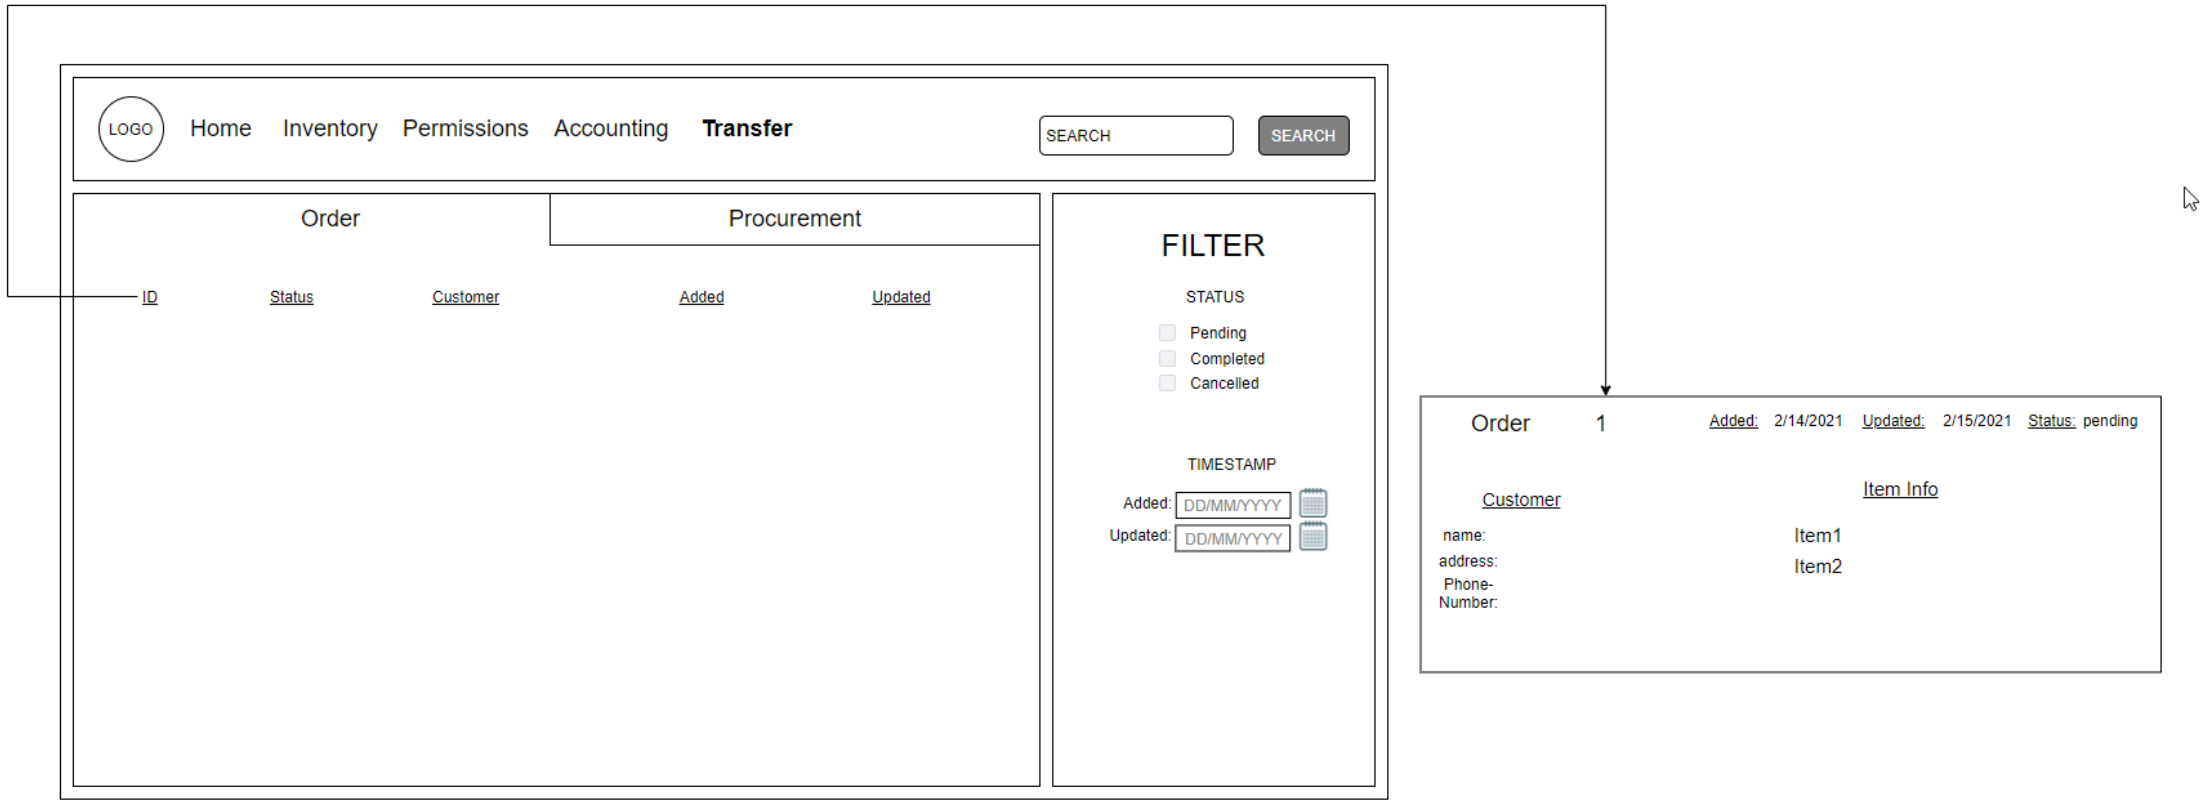 LOGO Home Inventory Permissions Accounting Transfer SEARCH SEARCH
Order Procurement
ID Status Customer Added Updated
FILTER
STATUS
Pending
Completed
Cancelled
TIMESTAMP
Added: DD/MM/YYYY
Updated: DD/MM/YYYY
Order 1 Added: 2/14/2021 Updated: 2/15/2021 Status: pending
Customer
name:
address:
Phone-
Number:
Item Info
Item1
Item2